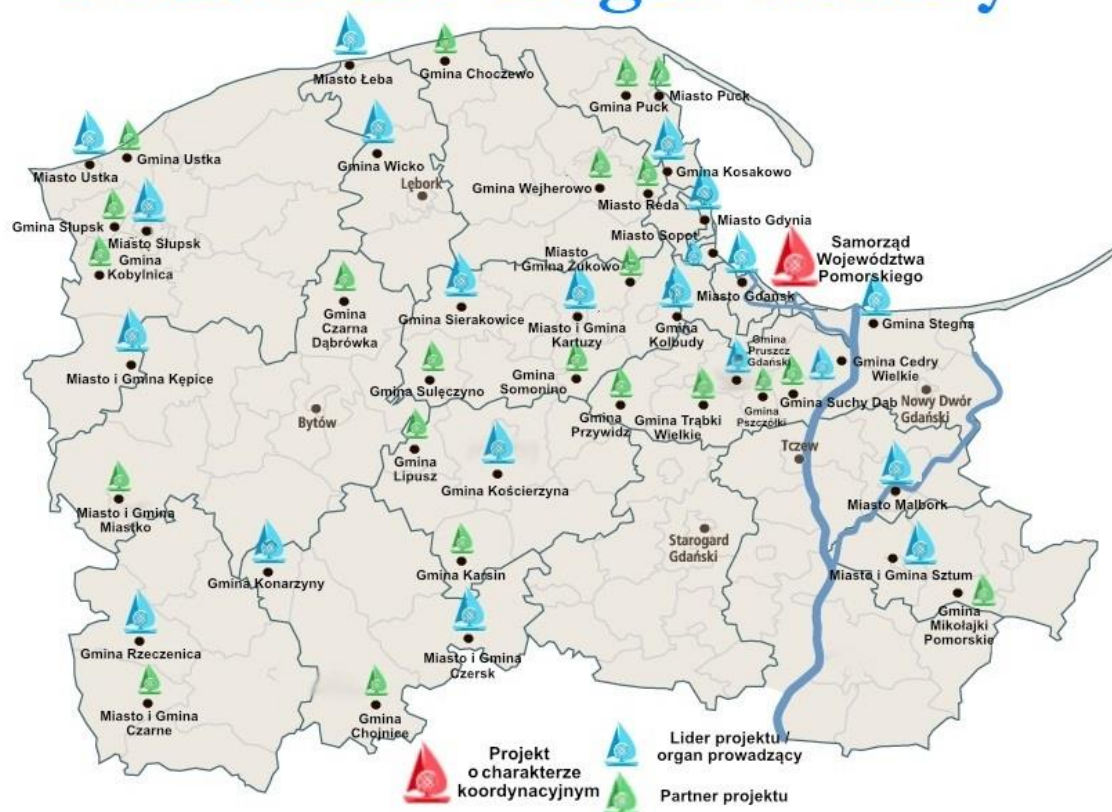 Miasto Łeba
Gmina Choczewo
Gmina Puck
Miasto Puck
Miasto Ustka
Gmina Ustka
Gmina Wicko
Lębork
Gmina Wejherowo
Miasto Reda
Gmina Kosakowo
Gmina Słupsk
Miasto Słupsk
Gmina
Kobylnica
Miasto Gdynia
Miasto Sopot
Miasto
i Gmina Żukowo
Samorząd
Województwa
Pomorskiego
Miasto Gdańsk
Gmina
Czarna
Dąbrówka
Gmina Sierakowice
Miasto i Gmina
Kartuzy
Gmina
Kolbudy
Gmina Stegna
Miasto i Gmina Kępice
Gmina Sulęczyno
Gmina
Somonino
Gmina
Pruszcz
Gdański
Gmina Cedry
Wielkie
Bytów
Gmina
Przywidz
Gmina Trąbki
Wielkie
Gmina
Pszczółki
Gmina Suchy Dąb
Nowy Dwór
Gdański
Gmina
Lipusz
Gmina Kościerzyna
Tczew
Miasto Malbork
Miasto i Gmina
Miastko
Starogard
Gdański
Gmina Konarzyny
Gmina Karsin
Miasto i Gmina Sztum
Gmina
Mikołajki
Pomorskie
Gmina Rzeczenica
Miasto i Gmina
Czersk
Miasto i Gmina
Czarne
Gmina
Chojnice
Projekt
o charakterze
koordynacyjnym
Lider projektu /
organ prowadzący
Partner projektu